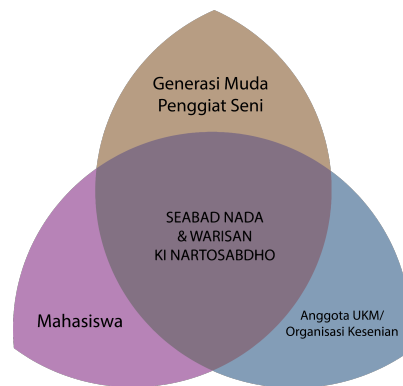 Generasi Muda
Penggiat Seni
SEABAD NADA
& WARISAN
KI NARTOSABDHO
Mahasiswa
Anggota UKM/
Organisasi Kesenian